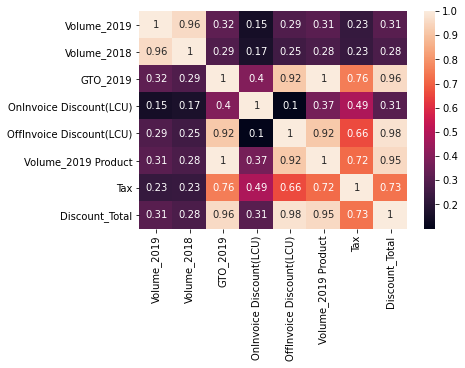 Volume_2019 1 0.96 0.32 0.15 0.29 0.31 0.23 0.31
Volume_2018 0.96 1 0.29 0.17 0.25 0.28 0.23 0.28
GTO_2019 0.32 0.29 1 0.4 0.92 1 0.76 0.96
OnInvoice Discount(LCU) 0.15 0.17 0.4 1 0.1 0.37 0.49 0.31
OffInvoice Discount(LCU) 0.29 0.25 0.92 0.1 1 0.92 0.66 0.98
Volume_2019 Product 0.31 0.28 1 0.37 0.92 1 0.72 0.95
Tax 0.23 0.23 0.76 0.49 0.66 0.72 1 0.73
Discount_Total 0.31 0.28 0.96 0.31 0.98 0.95 0.73 1
Volume_2019
Volume_2018
GTO_2019
OnInvoice Discount(LCU)
OffInvoice Discount(LCU)
Volume_2019 Product
Tax
Discount_Total
1.0
0.9
0.8
0.7
0.6
0.5
0.4
0.3
0.2